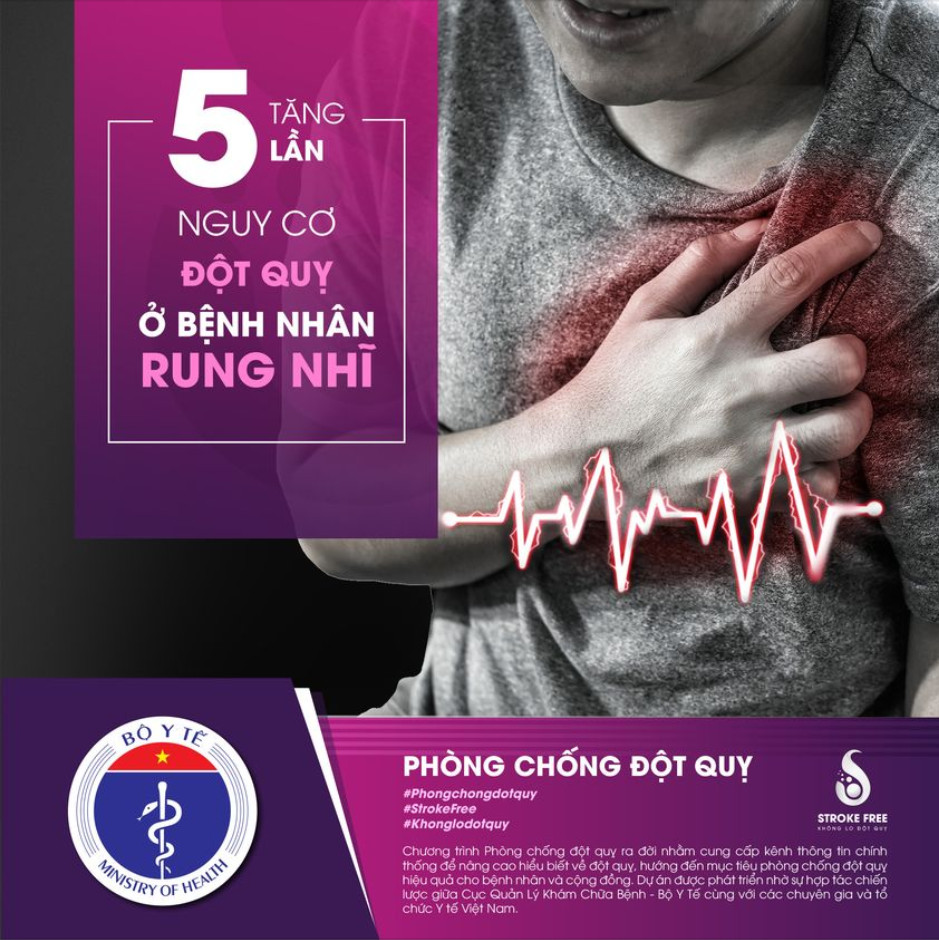 5 TĂNG
LẦN
NGUY CƠ
ĐỘT QUỴ
Ở BỆNH NHÂN
RUNG NHĨ
BỘ Y TẾ
MINISTRY OF HEALTH
PHÒNG CHỐNG ĐỘT QUỴ
#Phongchongdotquy
#StrokeFree
#Khonglodotquy
STROKE FREE
KHÔNG LO ĐỘT QUỴ
Chương trình Phòng chống đột quỵ ra đời nhằm cung cấp kênh thông tin chính
thống để nâng cao hiểu biết về đột quỵ, hướng đến mục tiêu phòng chống đột quỵ
hiệu quả cho bệnh nhân và cộng đồng. Dự án được phát triển nhờ sự hợp tác chiến
lược giữa Cục Quản Lý Khám Chữa Bệnh - Bộ Y Tế cùng với các chuyên gia và tổ
chức Y tế Việt Nam.